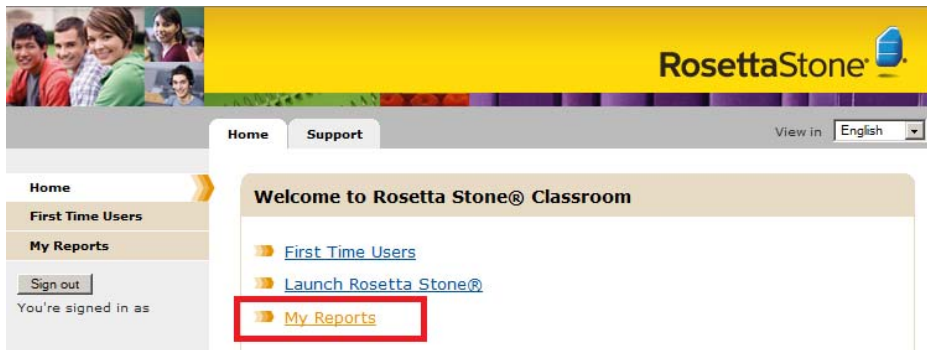 RosettaStone®
Home
Support
View in English
Home
First Time Users
My Reports
Sign out
You're signed in as
Welcome to Rosetta Stone® Classroom
First Time Users
Launch Rosetta Stone®
My Reports